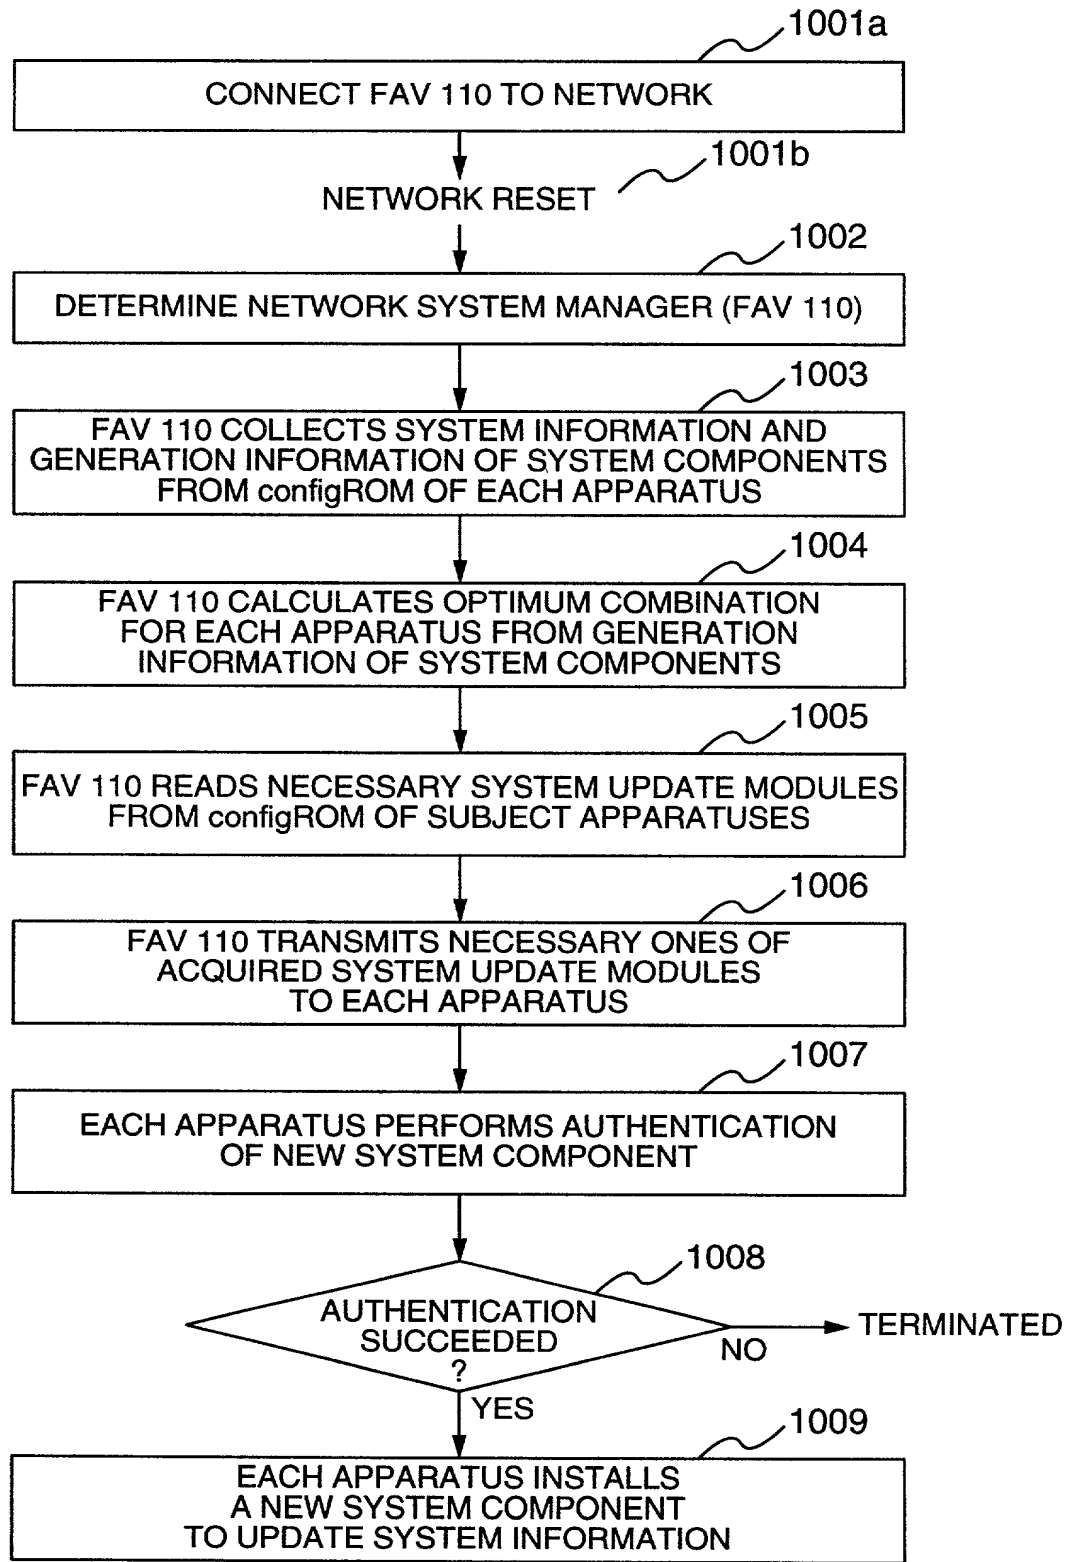 1001a
CONNECT FAV 110 TO NETWORK
1001b
NETWORK RESET
1002
DETERMINE NETWORK SYSTEM MANAGER (FAV 110)
1003
FAV 110 COLLECTS SYSTEM INFORMATION AND
GENERATION INFORMATION OF SYSTEM COMPONENTS
FROM configROM OF EACH APPARATUS
1004
FAV 110 CALCULATES OPTIMUM COMBINATION
FOR EACH APPARATUS FROM GENERATION
INFORMATION OF SYSTEM COMPONENTS
1005
FAV 110 READS NECESSARY SYSTEM UPDATE MODULES
FROM configROM OF SUBJECT APPARATUSES
1006
FAV 110 TRANSMITS NECESSARY ONES OF
ACQUIRED SYSTEM UPDATE MODULES
TO EACH APPARATUS
1007
EACH APPARATUS PERFORMS AUTHENTICATION
OF NEW SYSTEM COMPONENT
1008
AUTHENTICATION
SUCCEEDED
?
NO
TERMINATED
YES
1009
EACH APPARATUS INSTALLS
A NEW SYSTEM COMPONENT
TO UPDATE SYSTEM INFORMATION